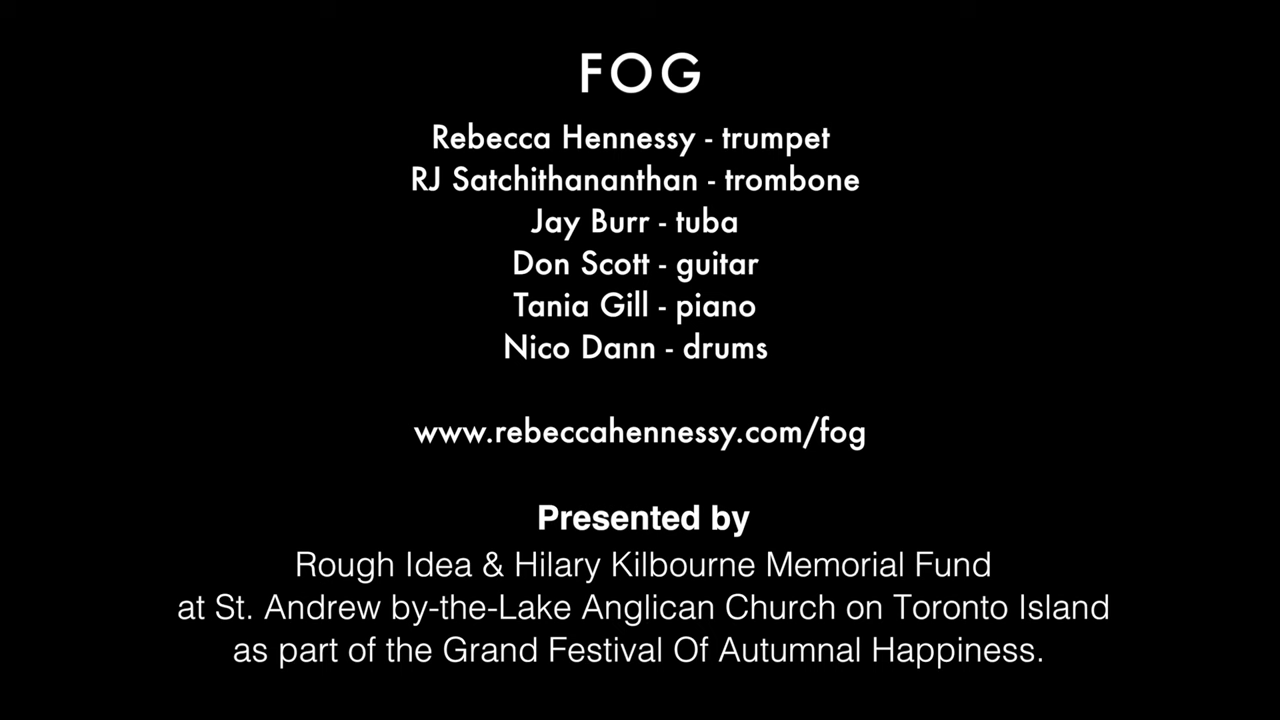 FOG
Rebecca Hennessy - trumpet
RJ Satchithananthan - trombone
Jay Burr - tuba
Don Scott - guitar
Tania Gill - piano
Nico Dann - drums
www.rebeccahennessy.com/fog
Presented by
Rough Idea & Hilary Kilbourne Memorial Fund
at St. Andrew by-the-Lake Anglican Church on Toronto Island
as part of the Grand Festival Of Autumnal Happiness.